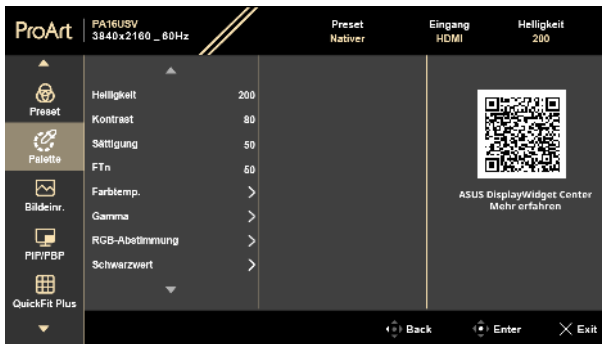 ProArt
PA16USV
3840x2160 _ 60Hz
Preset
Nativer
Eingang
HDMI
Helligkeit
200
Preset
Palette
Bildeinr.
PIP/PBP
QuickFit Plus
Helligkeit 200
Kontrast 80
Sättigung 50
FTn 50
Farbtemp.
Gamma
RGB-Abstimmung
Schwarzwert
ASUS DisplayWidget Center
Mehr erfahren
Back
Enter
Exit